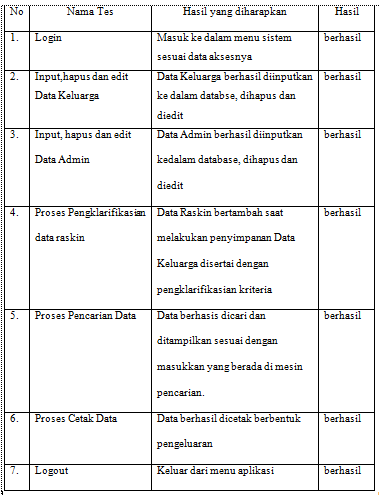 No Nama Tes Hasil yang diharapkan Hasil
1. Login Masuk ke dalam menu sistem berhasil
sesuai data aksesnya
2. Input,hapus dan edit Data Keluarga berhasil diinputkan berhasil
Data Keluarga ke dalam databse, dihapus dan
diedit
3. Input, hapus dan edit Data Admin berhasil diinputkan berhasil
Data Admin kedalam database, dihapus dan
diedit
4. Proses Pengklarifikasian Data Raskin bertambah saat berhasil
data raskin melakukan penyimpanan Data
Keluarga disertai dengan
pengklarifikasian kriteria
5. Proses Pencarian Data Data berhasis dicari dan berhasil
ditampilkan sesuai dengan
masukkan yang berada di mesin
pencarian.
6. Proses Cetak Data Data berhasil dicetak berbentuk berhasil
pengeluaran
7. Logout Keluar dari menu aplikasi berhasil